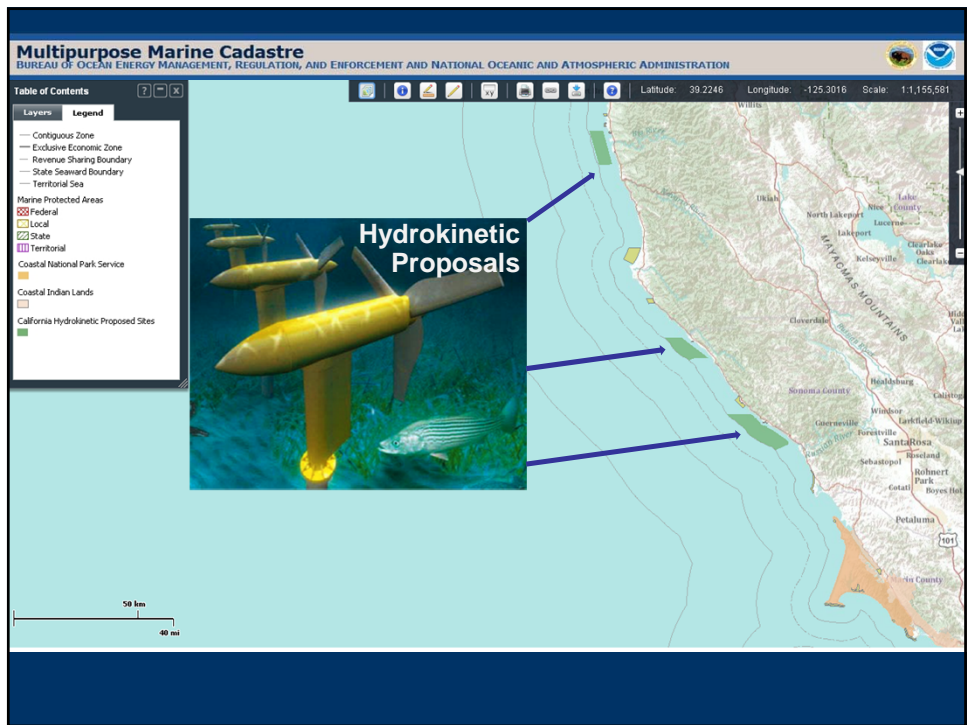 Multipurpose Marine Cadastre
BUREAU OF OCEAN ENERGY MANAGEMENT, REGULATION, AND ENFORCEMENT AND NATIONAL OCEANIC AND ATMOSPHERIC ADMINISTRATION
Table of Contents
Layers Legend
Contiguous Zone
Exclusive Economic Zone
Revenue Sharing Boundary
State Seaward Boundary
Territorial Sea
Marine Protected Areas
Federal
Local
State
Territorial
Coastal National Park Service
Coastal Indian Lands
California Hydrokinetic Proposed Sites
Latitude: 39.2246 Longitude: -125.3016 Scale: 1:1,155,581
Hydrokinetic
Proposals
Willits
Ukiah
North Lakeport
Lakeport
Lake
County
Nice
Lucerne
Kelseyville
Clearlake
Oaks
Clearlake
MAYACMAS MOUNTAINS
Cloverdale
Sonoma County
Healdsburg
Windsor
Guerneville
Forestville
Russian River
Santa Rosa
Sebastopol
Roseland
Rohnert
Park
Cotati
Petaluma
101
Marin County
50 km
40 mi